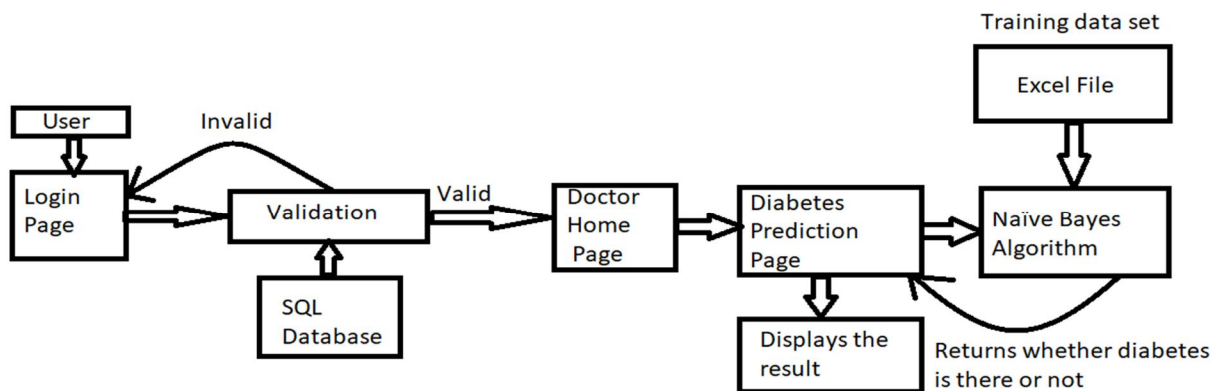 Training data set
Excel File
User
Invalid
Login
Page
Validation
Valid
Doctor
Home
Page
Diabetes
Prediction
Page
Naïve Bayes
Algorithm
SQL
Database
Displays the
result
Returns whether diabetes
is there or not